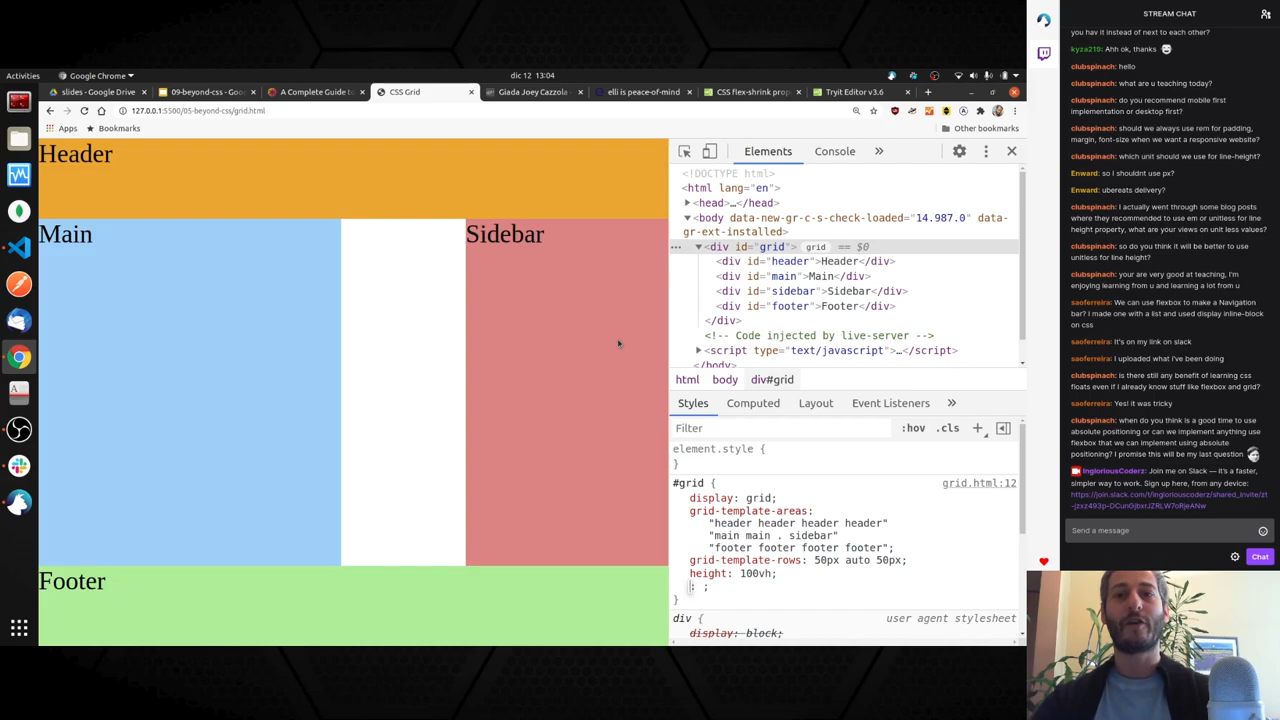 STREAM CHAT
you hav it instead of next to each other?
kyza219: Ahh ok, thanks
clubspinach: hello
clubspinach: what are u teaching today?
clubspinach: do you recommend mobile first
implementation or desktop first?
clubspinach: should we always use rem for padding,
margin, font-size when we want a responsive website?
clubspinach: which unit should we use for line-height?
Enward: so I shouldnt use px?
Enward: ubereats delivery?
clubspinach: I actually went through some blog posts
where they recommended to use em or unitless for line
height property, what are your views on unit less values?
clubspinach: so do you think it will be better to use
unitless for line height?
clubspinach: your are very good at teaching, I'm
enjoying learning from u and learning a lot from u
saoferreira: We can use flexbox to make a Navigation
bar? I made one with a list and used display inline-block
on css
saoferreira: It's on my link on slack
saoferreira: I uploaded what i've been doing
clubspinach: is there still any benefit of learning css
floats even if I already know stuff like flexbox and grid?
saoferreira: Yes! it was tricky
clubspinach: when do you think is a good time to use
absolute positioning or can we implement anything use
flexbox that we can implement using absolute
positioning? I promise this will be my last question
IngloriousCoderz: Join me on Slack — it's a faster,
simpler way to work. Sign up here, from any device:
Send a message
Chat
Activities
Google Chrome
dic 12 13:04
slides - Google Drive
09-beyond-css - Goo
A Complete Guide to
CSS Grid
Giada Joey Cazzola
elli is peace-of-mind
CSS flex-shrink prop
Tryit Editor v3.6
127.0.0.1:5500/05-beyond-css/grid.html
Apps
Bookmarks
Other bookmarks
Header
Main
Sidebar
Footer
Elements
Console
<!DOCTYPE html>
<html lang="en">
<head>…</head>
<body data-new-gr-c-s-check-loaded="14.987.0" data-
gr-ext-installed>
<div id="grid"> grid == $0
<div id="header">Header</div>
<div id="main">Main</div>
<div id="sidebar">Sidebar</div>
<div id="footer">Footer</div>
</div>
<!-- Code injected by live-server -->
<script type="text/javascript">…</script>
</body>
html body div#grid
Styles Computed Layout Event Listeners
Filter
:hov .cls
element.style {
}
#grid { grid.html:12
display: grid;
grid-template-areas:
"header header header header"
"main main . sidebar"
"footer footer footer footer";
grid-template-rows: 50px auto 50px;
height: 100vh;
: ;
}
div { user agent stylesheet
display: block;